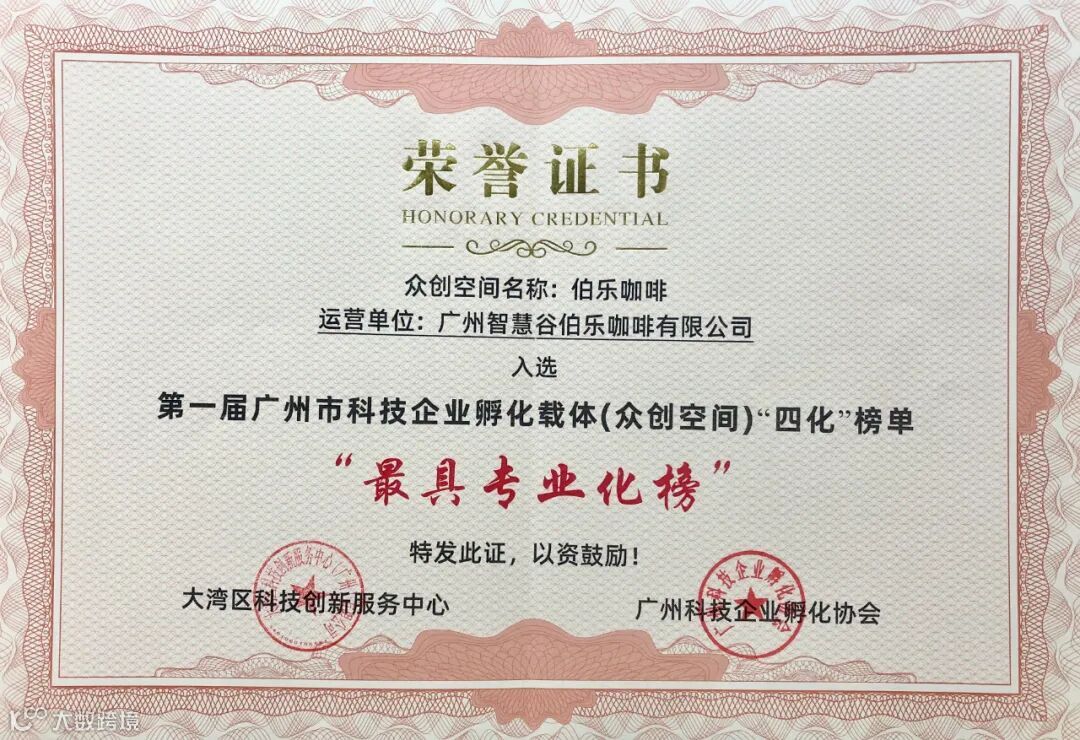 荣誉证书
HONORARY CREDENTIAL
众创空间名称：伯乐咖啡
运营单位：广州智慧谷伯乐咖啡有限公司
入选
第一届广州市科技企业孵化载体(众创空间)“四化”榜单
“最具专业化榜”
特发此证，以资鼓励！
大湾区科技创新服务中心
广州科技企业孵化协会
大数跨境